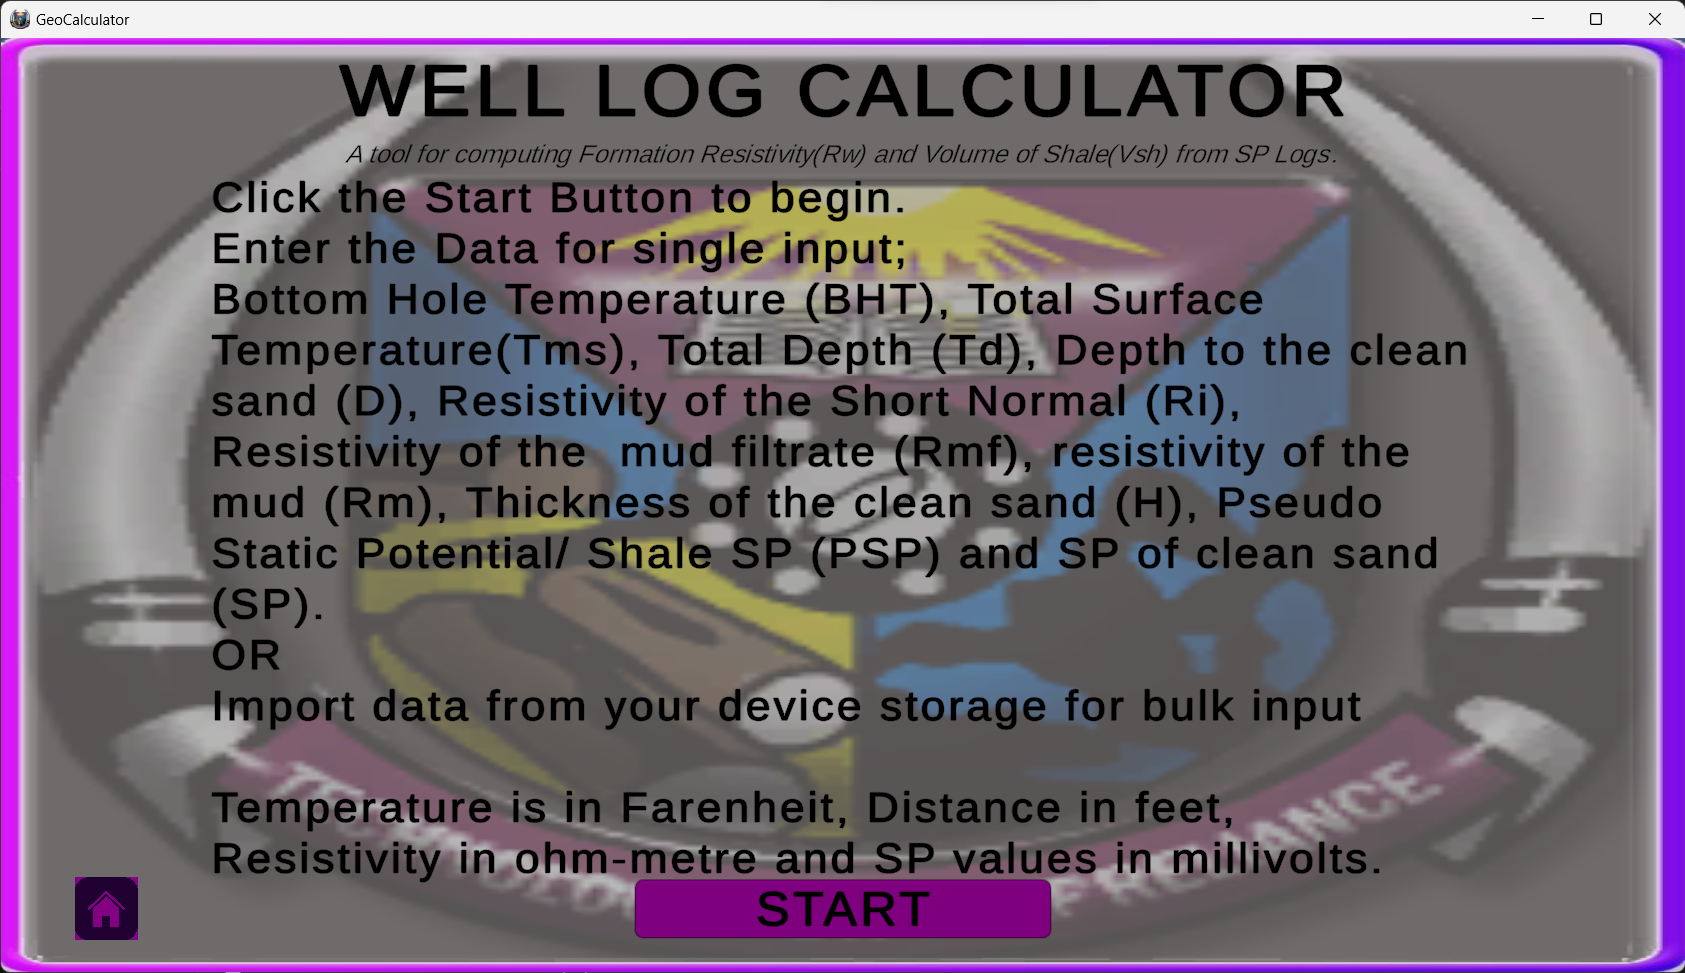 GeoCalculator
WELL LOG CALCULATOR
A tool for computing Formation Resistivity(Rw) and Volume of Shale(Vsh) from SP Logs.
Click the Start Button to begin.
Enter the Data for single input;
Bottom Hole Temperature (BHT), Total Surface
Temperature(Tms), Total Depth (Td), Depth to the clean
sand (D), Resistivity of the Short Normal (Ri),
Resistivity of the  mud filtrate (Rmf), resistivity of the
mud (Rm), Thickness of the clean sand (H), Pseudo
Static Potential/ Shale SP (PSP) and SP of clean sand
(SP).
OR
Import data from your device storage for bulk input
Temperature is in Farenheit, Distance in feet,
Resistivity in ohm-metre and SP values in millivolts.
START